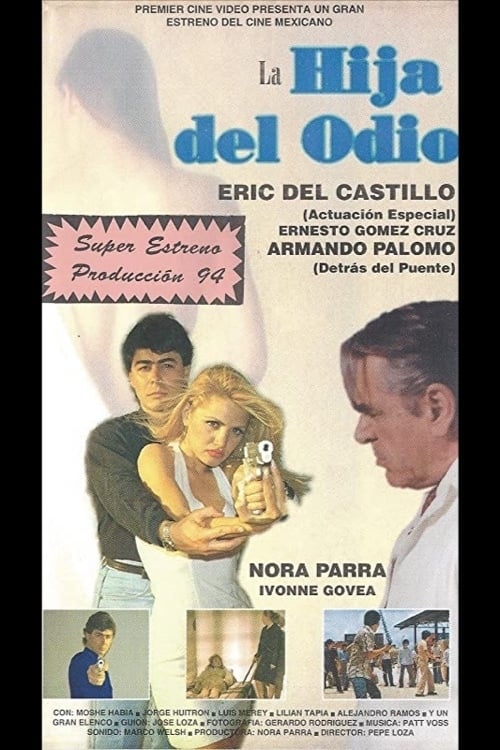 PREMIER CINE VIDEO PRESENTA UN GRAN
ESTRENO DEL CINE MEXICANO
La Hija
del Odio
ERIC DEL CASTILLO
(Actuación Especial)
ERNESTO GOMEZ CRUZ
ARMANDO PALOMO
(Detrás del Puente)
Super Estreno
Producción 94
NORA PARRA
IVONNE GOVEA
CON: MOSHE HABIA ■ JORGE HUITRON ■ LUIS MEREY ■ LILIAN TAPIA ■ ALEJANDRO RAMOS ■ Y UN
GRAN ELENCO ■ GUION: JOSE LOZA ■ FOTOGRAFIA: GERARDO RODRIGUEZ ■ MUSICA: PATT VOSS
SONIDO: MARCO WELSH ■ PRODUCTORA: NORA PARRA ■ DIRECTOR: PEPE LOZA